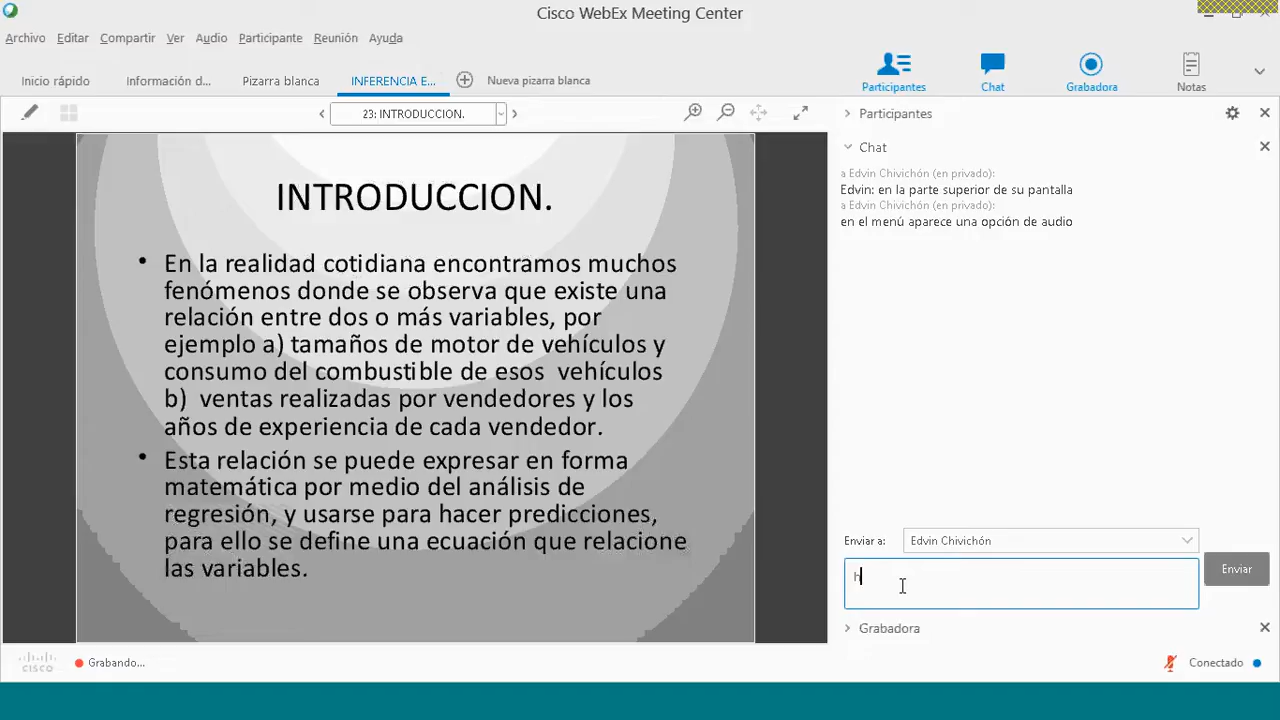 Cisco WebEx Meeting Center
Archivo Editar Compartir Ver Audio Participante Reunión Ayuda
Inicio rápido Información d... Pizarra blanca INFERENCIA E... Nueva pizarra blanca
Participantes Chat Grabadora Notas
23: INTRODUCCION.
Participantes
Chat
a Edvin Chivichón (en privado):
Edvin: en la parte superior de su pantalla
a Edvin Chivichón (en privado):
en el menú aparece una opción de audio
INTRODUCCION.
• En la realidad cotidiana encontramos muchos
fenómenos donde se observa que existe una
relación entre dos o más variables, por
ejemplo a) tamaños de motor de vehículos y
consumo del combustible de esos vehículos
b) ventas realizadas por vendedores y los
años de experiencia de cada vendedor.
• Esta relación se puede expresar en forma
matemática por medio del análisis de
regresión, y usarse para hacer predicciones,
para ello se define una ecuación que relacione
las variables.
Enviar a: Edvin Chivichón
h
Enviar
Grabadora
CISCO Grabando...
Conectado